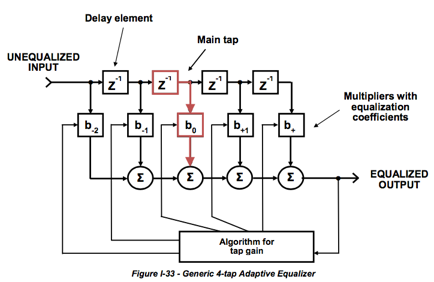 Delay element
Main tap
UNEQUALIZED
INPUT
Z-1 Z-1 Z-1 Z-1
Multipliers with
equalization
coefficients
b-2 b-1 b0 b+1 b+
EQUALIZED
OUTPUT
Σ Σ Σ Σ
Algorithm for
tap gain
Figure I-33 - Generic 4-tap Adaptive Equalizer